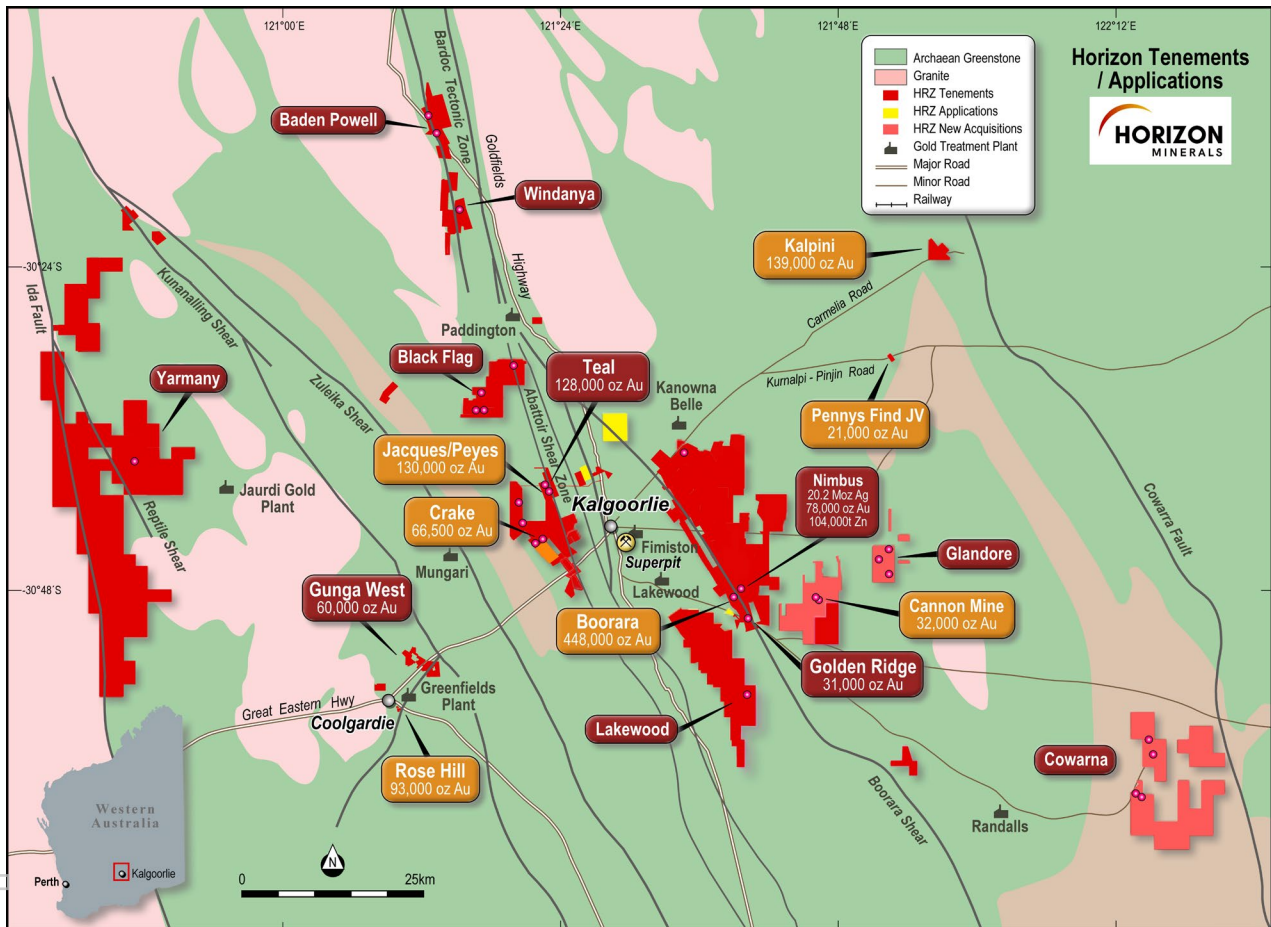 121°00´E
121°24´E
121°48´E
122°12´E
-30°24´S
-30°48´S
Horizon Tenements
/ Applications
HORIZON
MINERALS
Archaean Greenstone
Granite
HRZ Tenements
HRZ Applications
HRZ New Acquisitions
Gold Treatment Plant
Major Road
Minor Road
Railway
Baden Powell
Bardoc Tectonic Zone
Goldfields
Highway
Windanya
Kalpini
139,000 oz Au
Carmelia Road
Ida Fault
Kunanalling Shear
Zuleika Shear
Paddington
Black Flag
Abattoir Shear Zone
Teal
128,000 oz Au
Kanowna
Belle
Kurnalpi - Pinjin Road
Pennys Find JV
21,000 oz Au
Yarmany
Reptile Shear
Jaurdi Gold
Plant
Jacques/Peyes
130,000 oz Au
Crake
66,500 oz Au
Kalgoorlie
Fimiston
Superpit
Nimbus
20.2 Moz Ag
78,000 oz Au
104,000t Zn
Cowarra Fault
Glandore
Mungari
Lakewood
Gunga West
60,000 oz Au
Boorara
448,000 oz Au
Cannon Mine
32,000 oz Au
Golden Ridge
31,000 oz Au
Greenfields
Plant
Great Eastern Hwy
Coolgardie
Lakewood
Rose Hill
93,000 oz Au
Boorara Shear
Cowarna
Randalls
Western
Australia
Perth
Kalgoorlie
N
0
25km